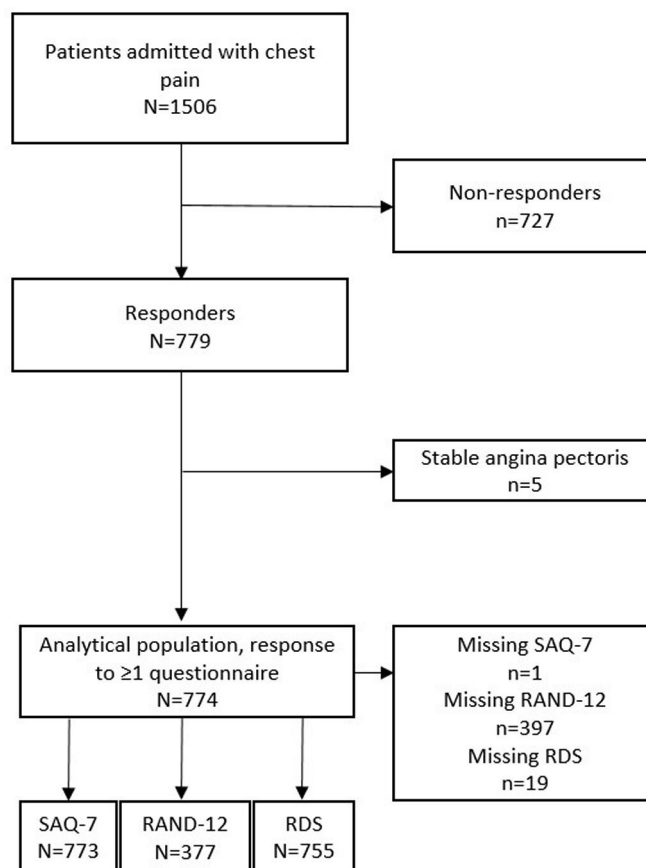 Patients admitted with chest
pain
N=1506
Non-responders
n=727
Responders
N=779
Stable angina pectoris
n=5
Analytical population, response
to ≥1 questionnaire
N=774
Missing SAQ-7
n=1
Missing RAND-12
n=397
Missing RDS
n=19
SAQ-7
N=773
RAND-12
N=377
RDS
N=755